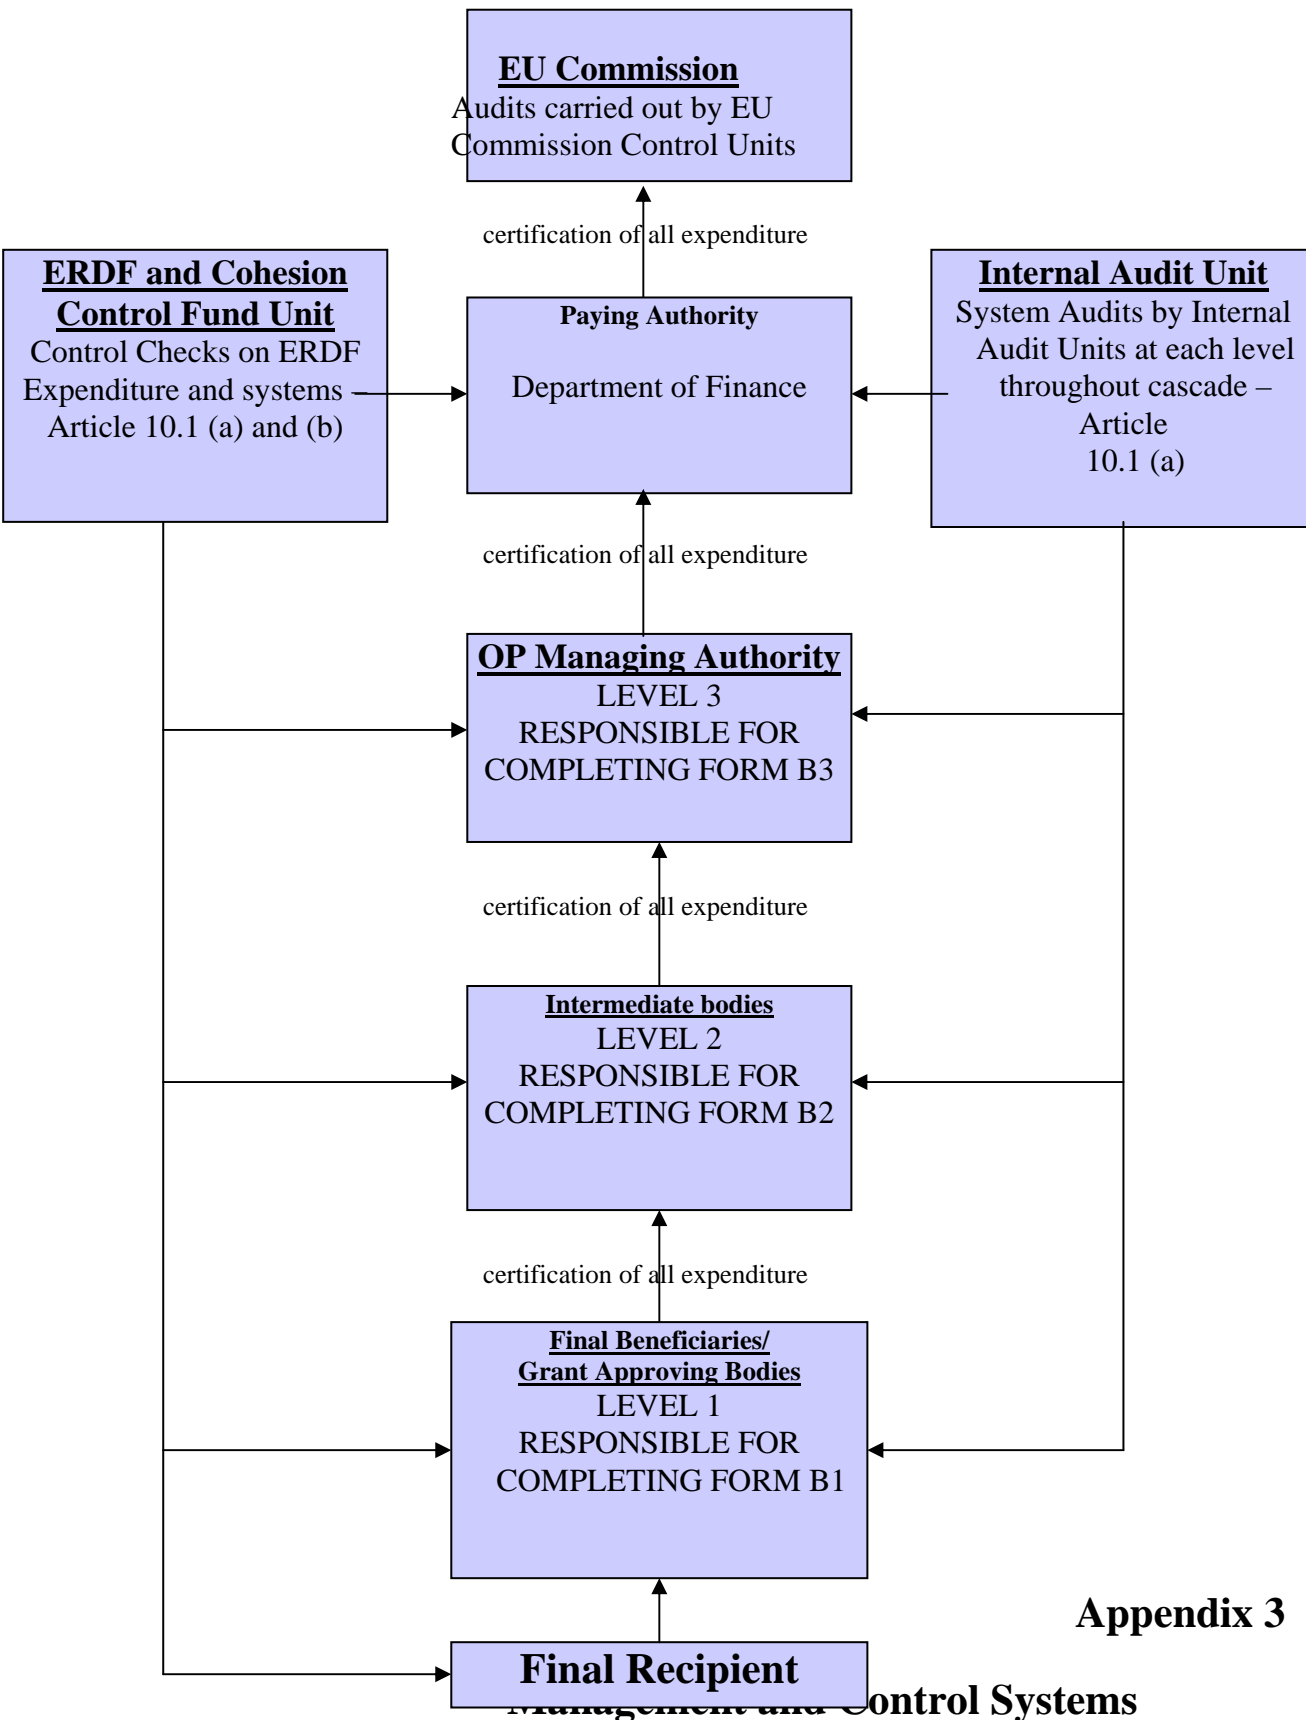 EU Commission
Audits carried out by EU
Commission Control Units
certification of all expenditure
ERDF and Cohesion
Control Fund Unit
Control Checks on ERDF
Expenditure and systems –
Article 10.1 (a) and (b)
Paying Authority
Department of Finance
Internal Audit Unit
System Audits by Internal
Audit Units at each level
throughout cascade –
Article
10.1 (a)
certification of all expenditure
OP Managing Authority
LEVEL 3
RESPONSIBLE FOR
COMPLETING FORM B3
certification of all expenditure
Intermediate bodies
LEVEL 2
RESPONSIBLE FOR
COMPLETING FORM B2
certification of all expenditure
Final Beneficiaries/
Grant Approving Bodies
LEVEL 1
RESPONSIBLE FOR
COMPLETING FORM B1
Appendix 3
Final Recipient
Management and Control Systems